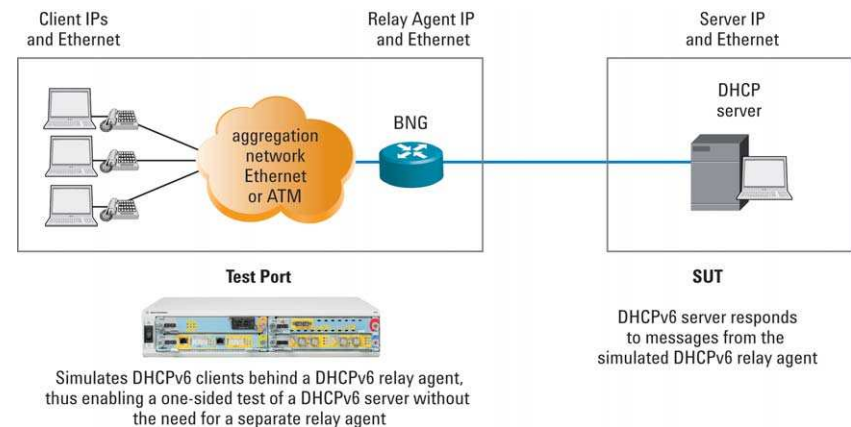 Client IPs
and Ethernet
Relay Agent IP
and Ethernet
Server IP
and Ethernet
aggregation
network
Ethernet
or ATM
BNG
DHCP
server
Test Port
SUT
Simulates DHCPv6 clients behind a DHCPv6 relay agent,
thus enabling a one-sided test of a DHCPv6 server without
the need for a separate relay agent
DHCPv6 server responds
to messages from the
simulated DHCPv6 relay agent